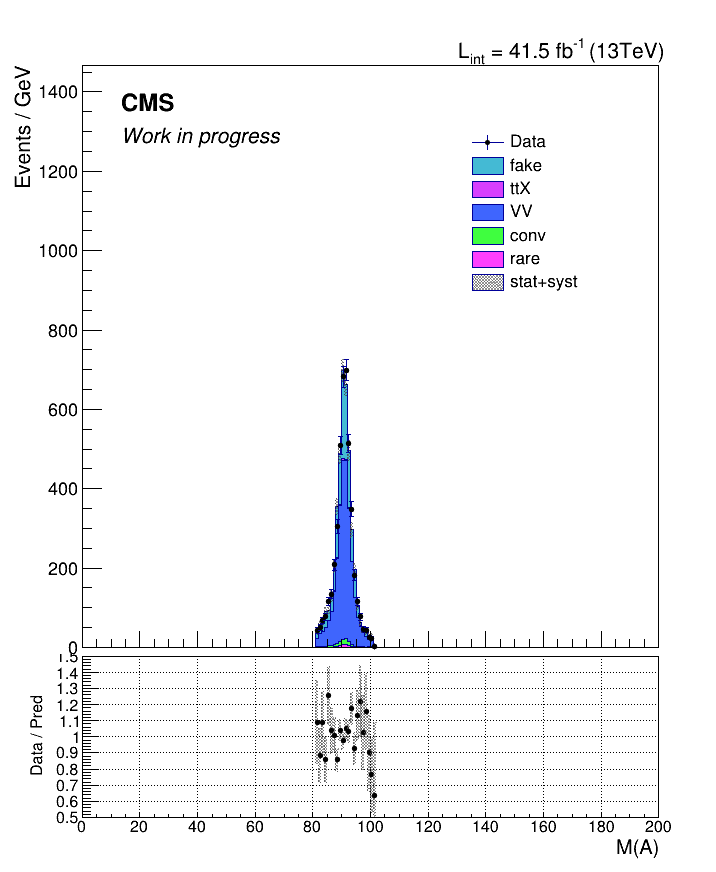 L_int = 41.5 fb^-1 (13TeV)
Events / GeV
1400
1200
1000
800
600
400
200
0
CMS
Work in progress
Data
fake
ttX
VV
conv
rare
stat+syst
Data / Pred
1.5
1.4
1.3
1.2
1.1
1
0.9
0.8
0.7
0.6
0.5
0 20 40 60 80 100 120 140 160 180 200
M(A)